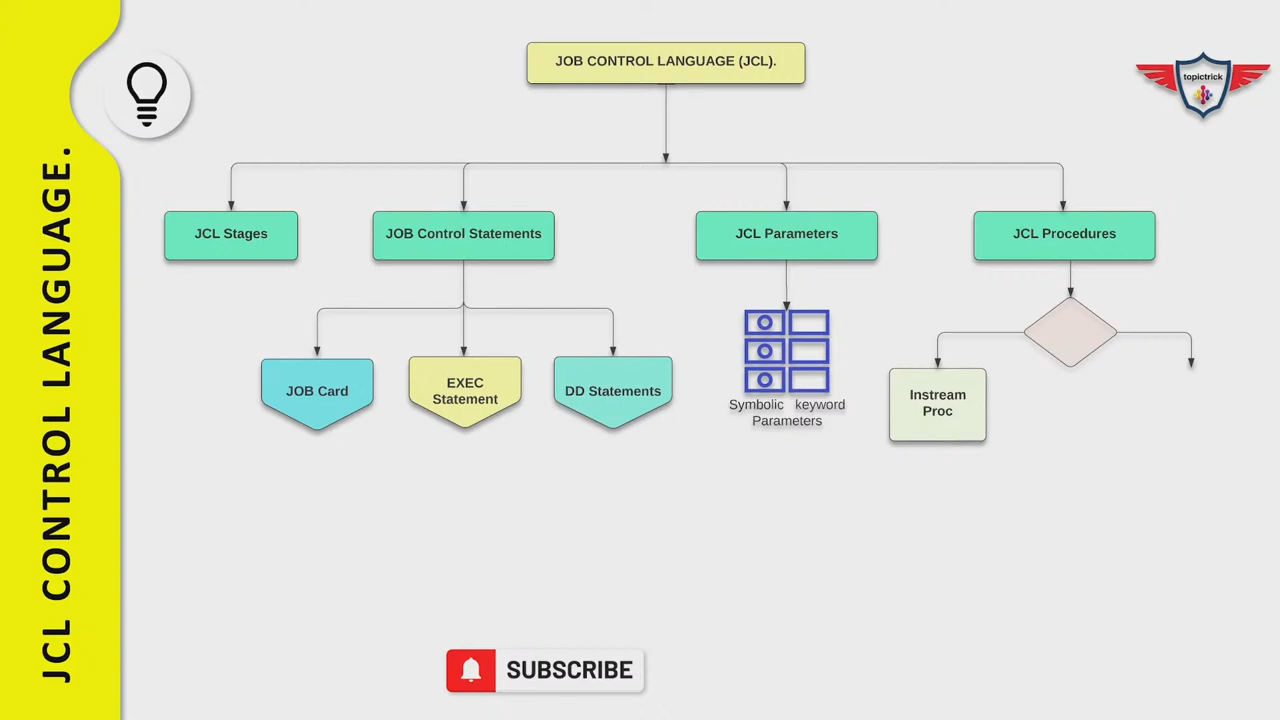 JCL CONTROL LANGUAGE.
JOB CONTROL LANGUAGE (JCL).
topictrick
JCL Stages
JOB Control Statements
JCL Parameters
JCL Procedures
JOB Card
EXEC
Statement
DD Statements
Symbolic keyword
Parameters
Instream
Proc
SUBSCRIBE